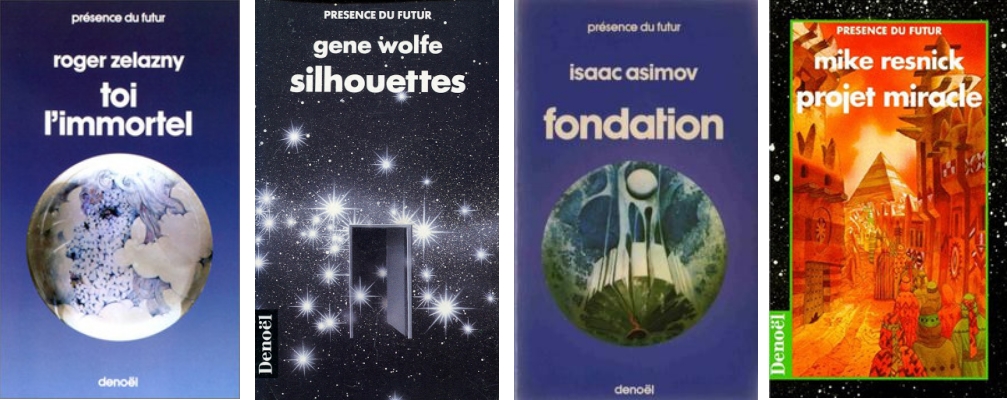 présence du futur
roger zelazny
toi
l'immortel
denoël
PRESENCE DU FUTUR
gene wolfe
silhouettes
Denoël
présence du futur
isaac asimov
fondation
denoël
PRESENCE DU FUTUR
mike resnick
projet miracle
Denoël